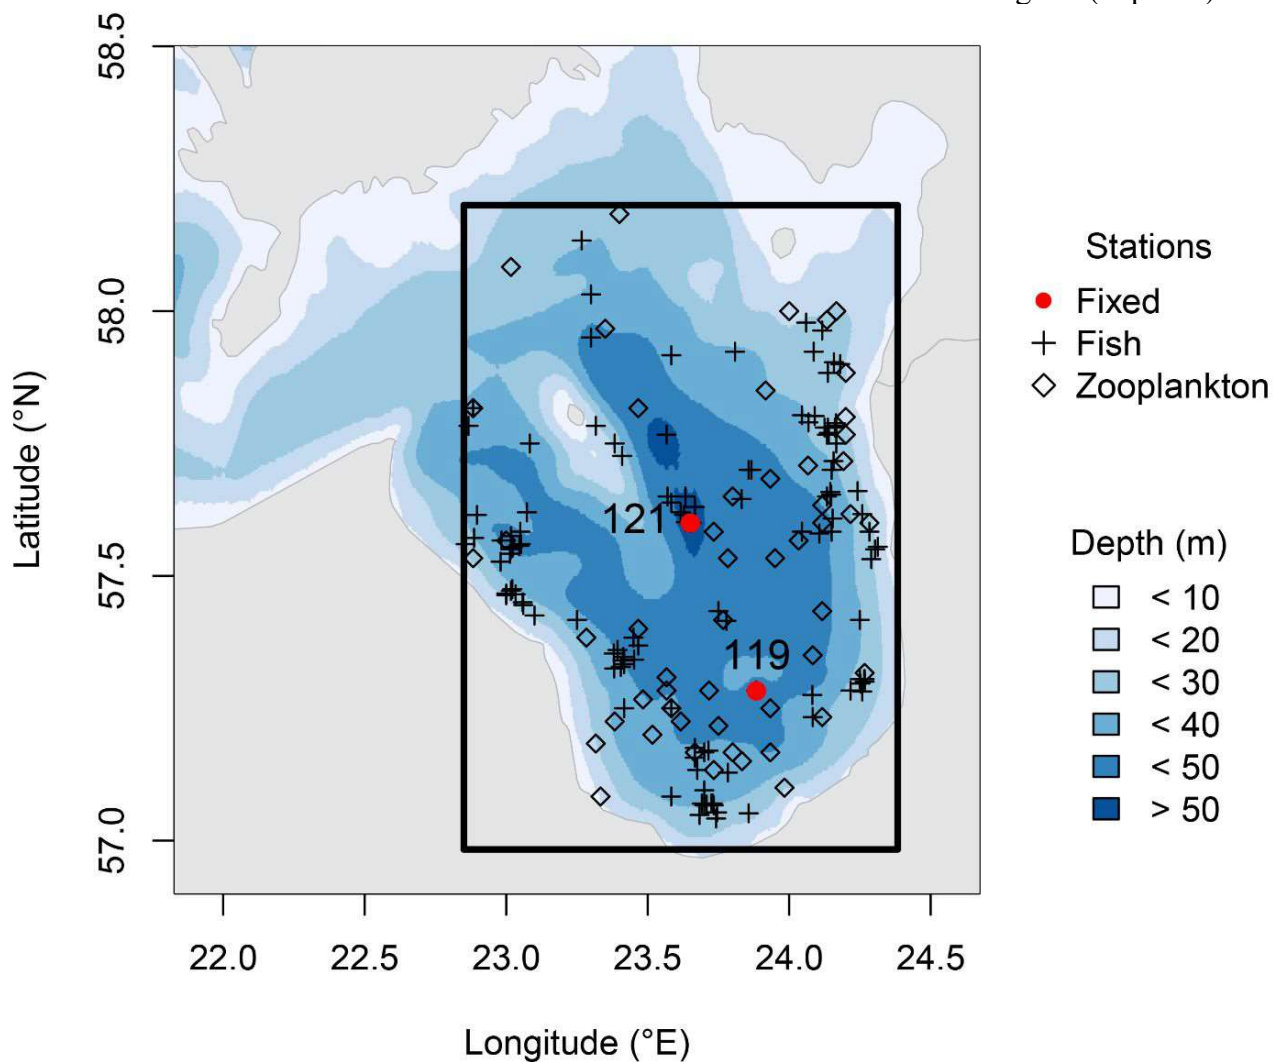 58.5
58.0
57.5
57.0
Latitude (°N)
121
119
22.0 22.5 23.0 23.5 24.0 24.5
Longitude (°E)
Stations
Fixed
Fish
Zooplankton
Depth (m)
< 10
< 20
< 30
< 40
< 50
> 50